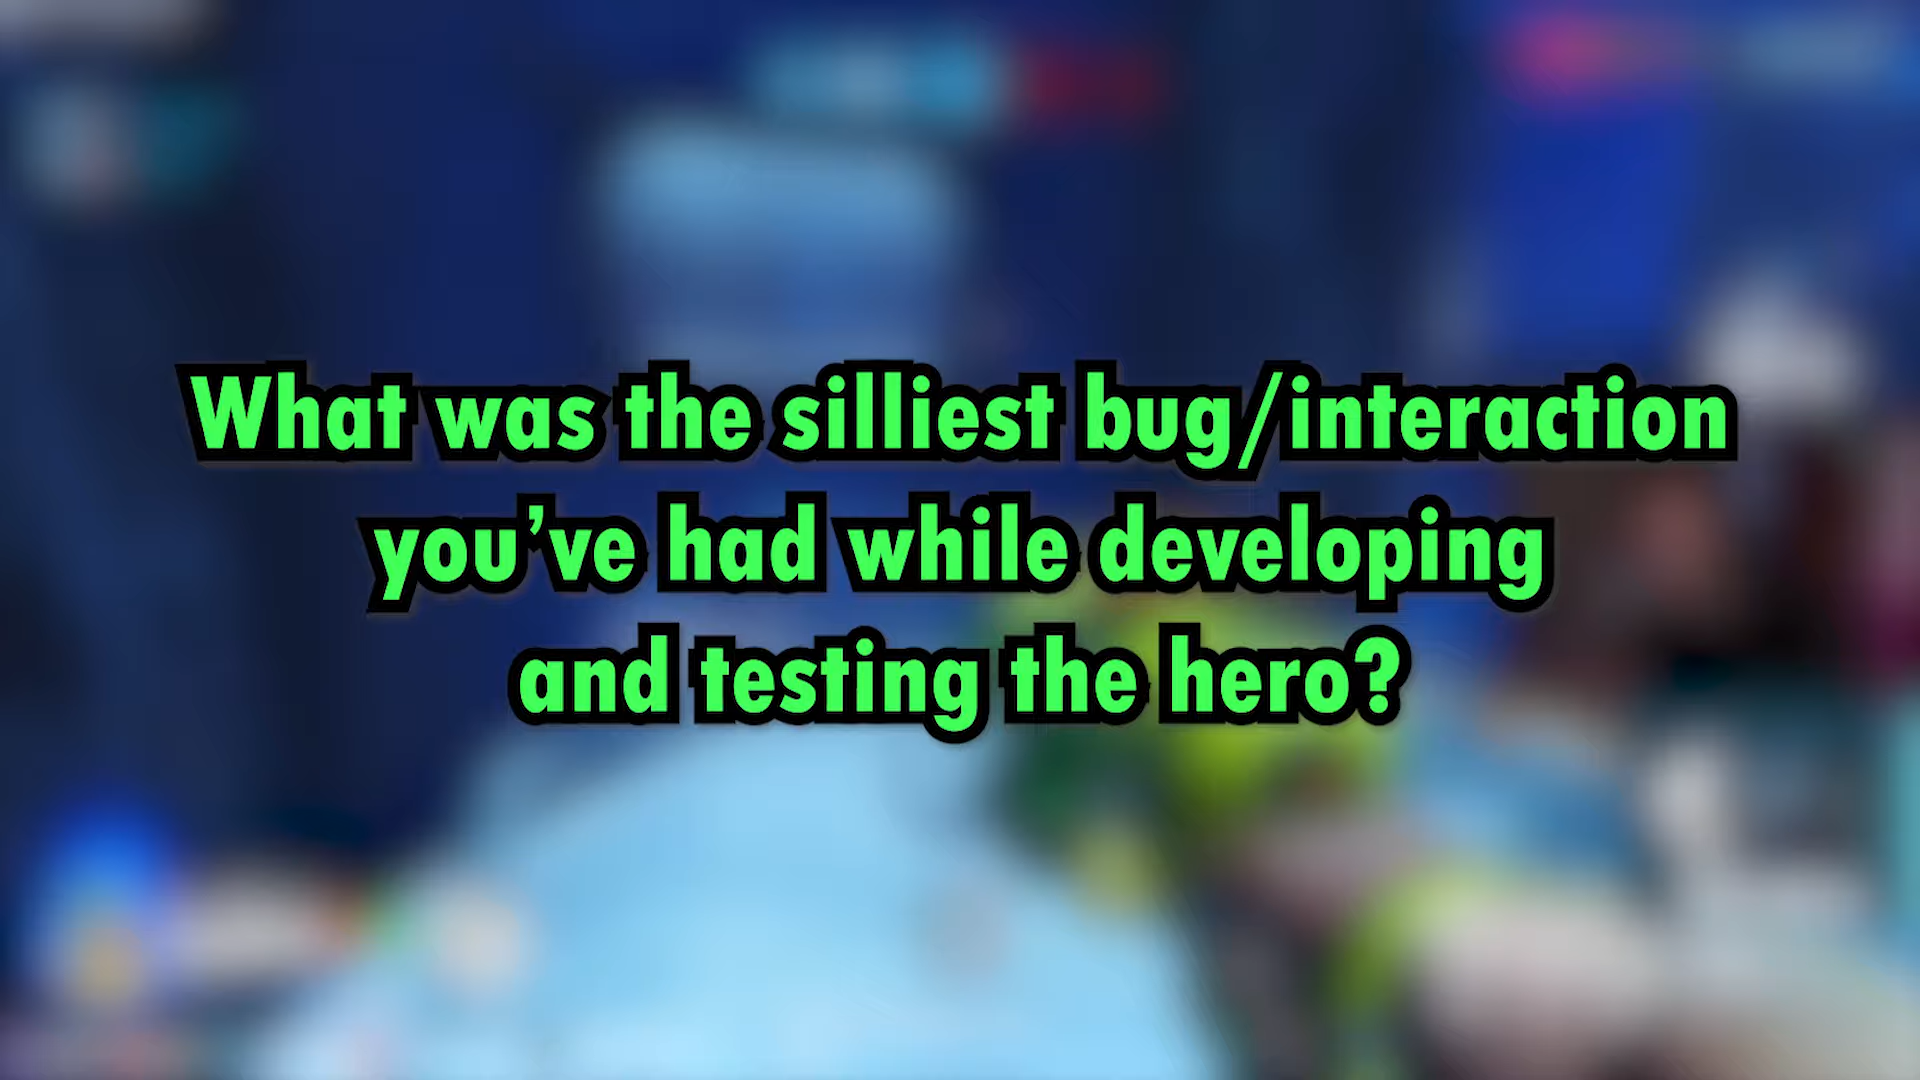 What was the silliest bug/interaction
you’ve had while developing
and testing the hero?